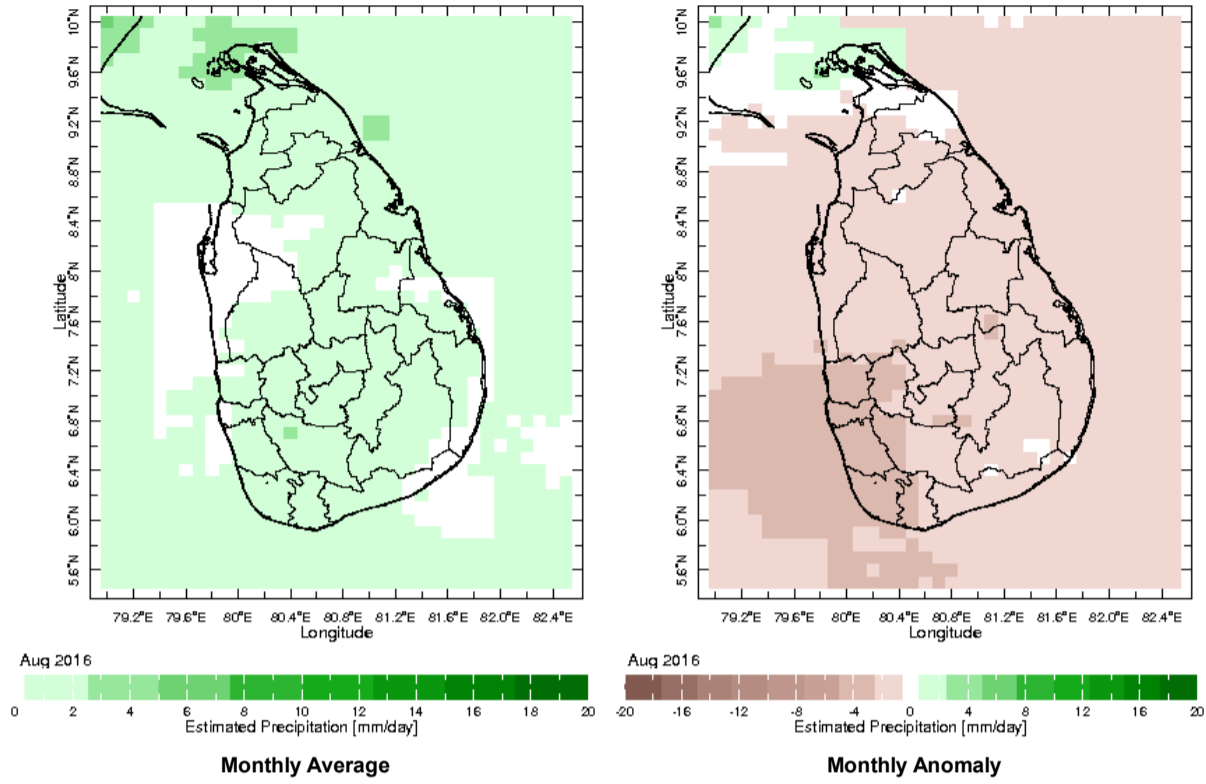 10°N
9.6°N
9.2°N
8.8°N
8.4°N
8°N
7.6°N
7.2°N
6.8°N
6.4°N
6.0°N
5.6°N
Latitude
79.2°E 79.6°E 80°E 80.4°E 80.8°E 81.2°E 81.6°E 82.0°E 82.4°E
Longitude
Aug 2016
0 2 4 6 8 10 12 14 16 18 20
Estimated Precipitation [mm/day]
Monthly Average
10°N
9.6°N
9.2°N
8.8°N
8.4°N
8°N
7.6°N
7.2°N
6.8°N
6.4°N
6.0°N
5.6°N
Latitude
79.2°E 79.6°E 80°E 80.4°E 80.8°E 81.2°E 81.6°E 82.0°E 82.4°E
Longitude
Aug 2016
-20 -16 -12 -8 -4 0 4 8 12 16 20
Estimated Precipitation [mm/day]
Monthly Anomaly